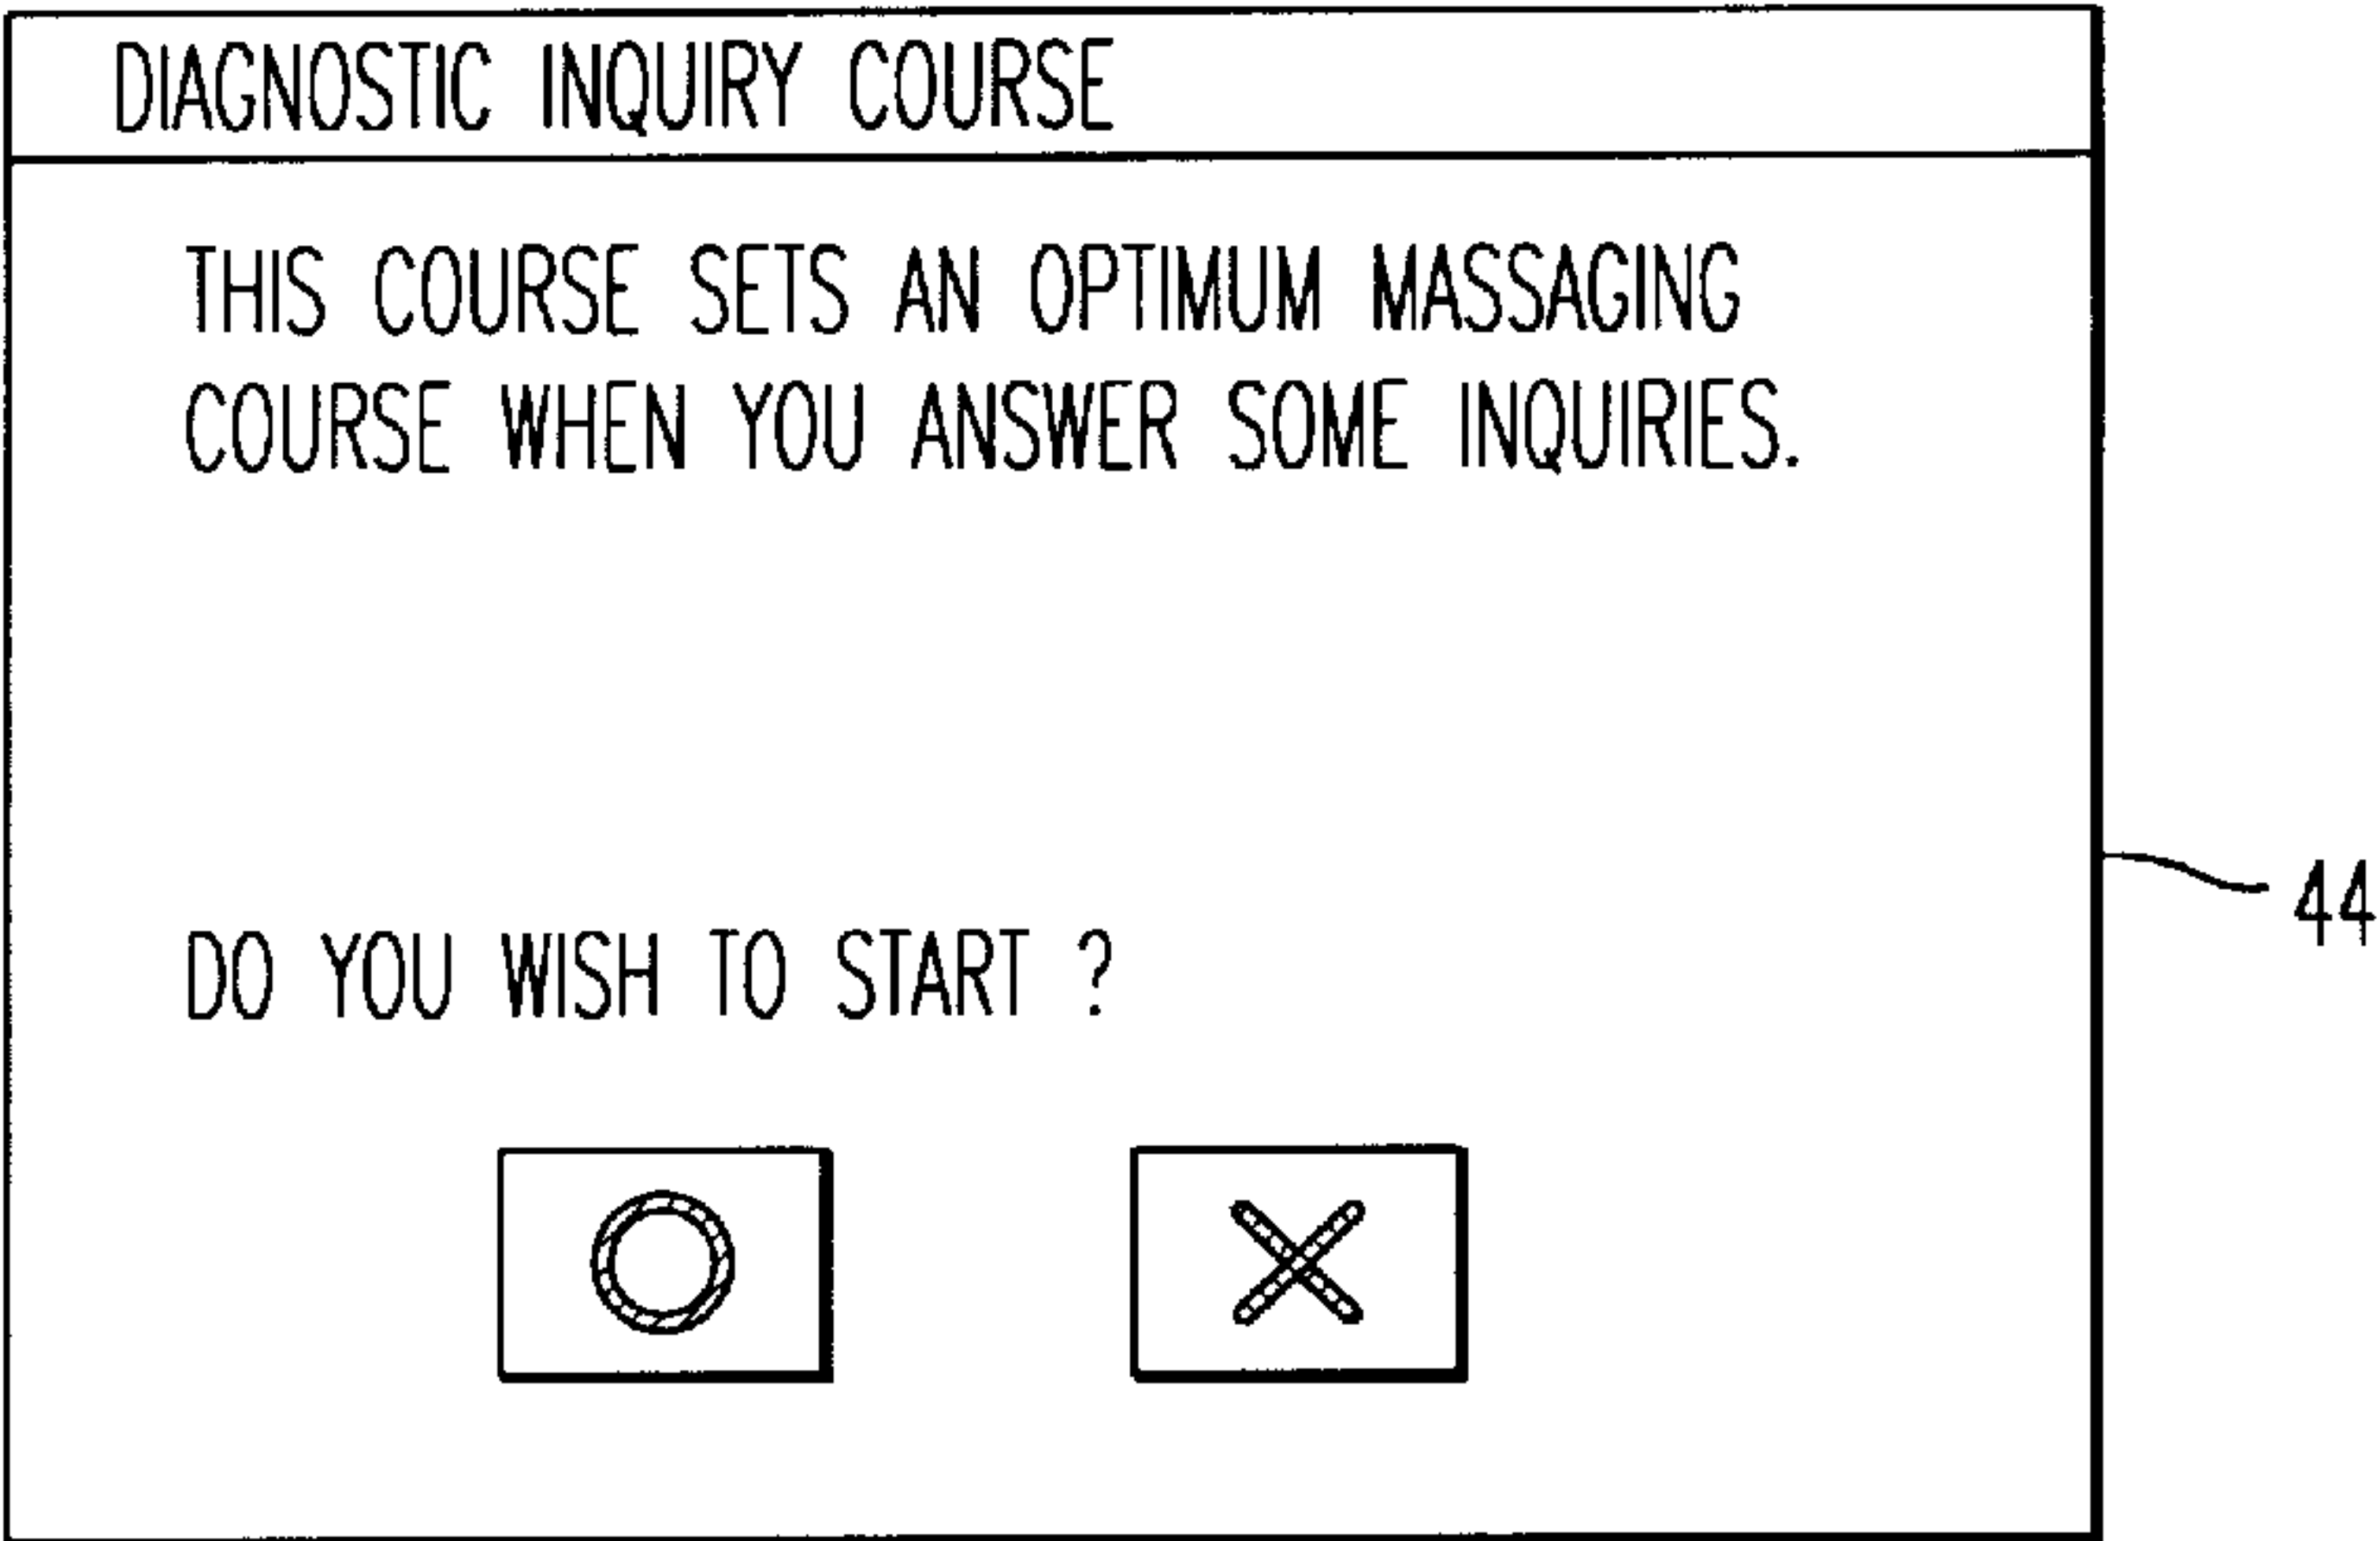 DIAGNOSTIC INQUIRY COURSE
THIS COURSE SETS AN OPTIMUM MASSAGING
COURSE WHEN YOU ANSWER SOME INQUIRIES.
44
DO YOU WISH TO START ?